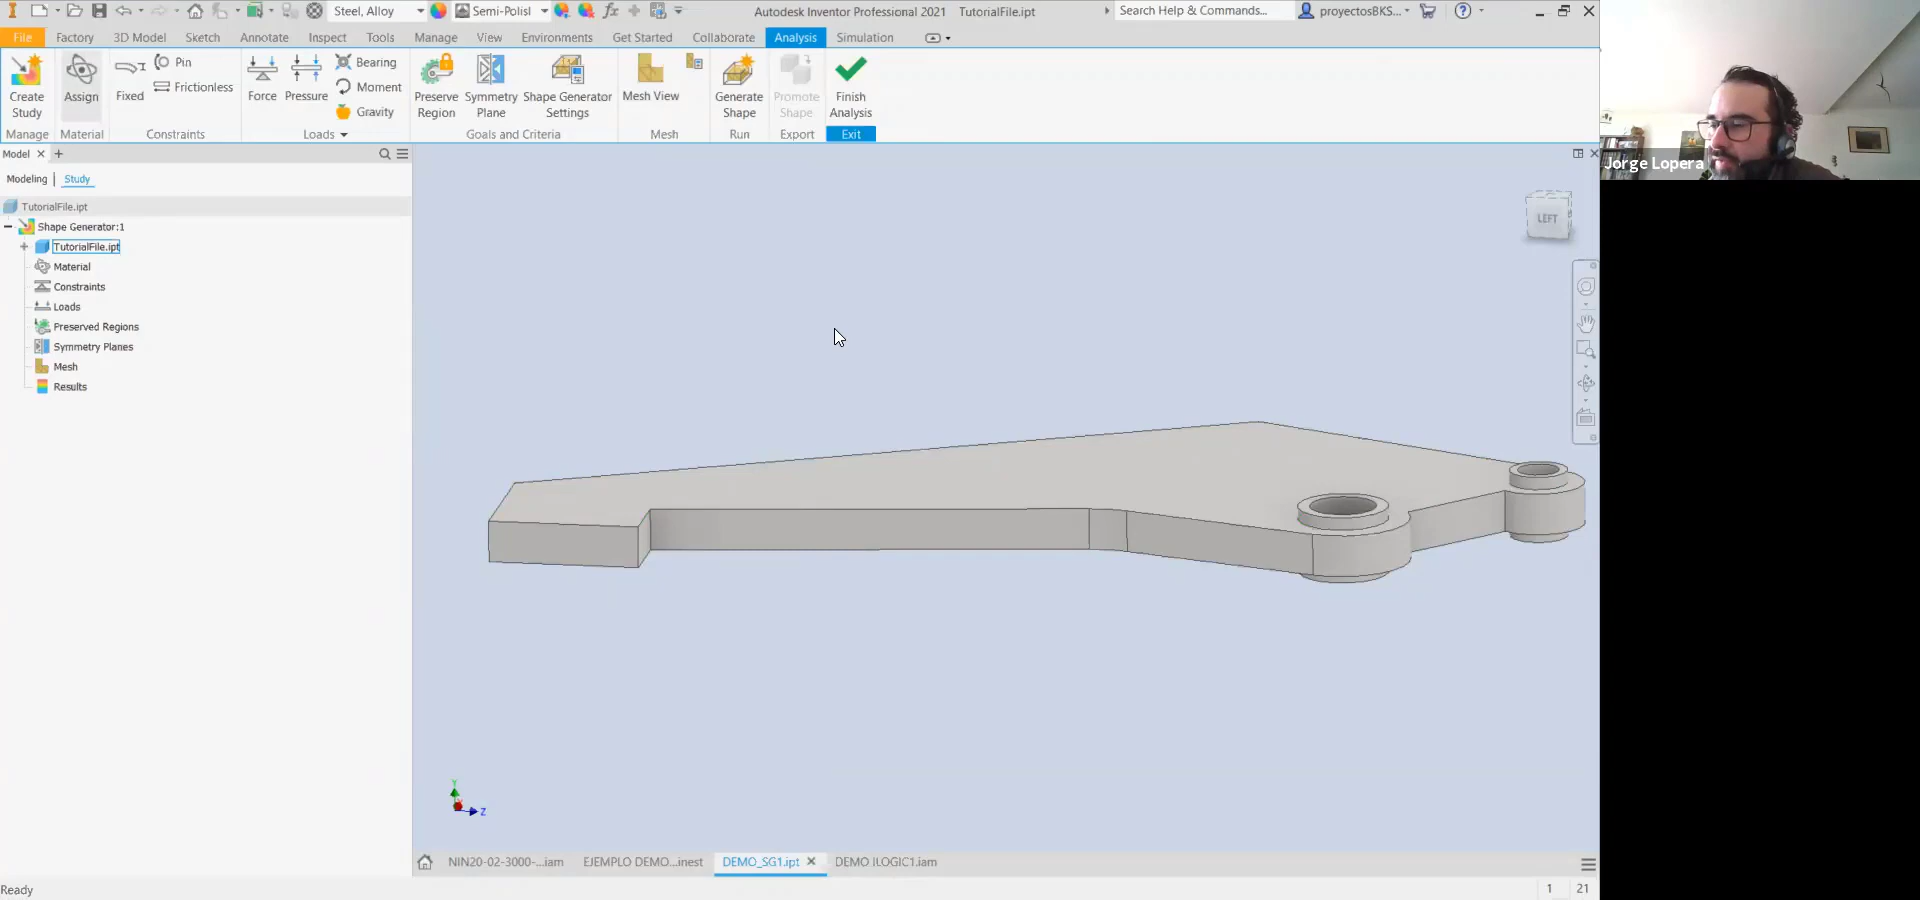 Steel, Alloy
Semi-Polisl
fx
Autodesk Inventor Professional 2021 TutorialFile.ipt
Search Help & Commands...
proyectosBKS...
File Factory 3D Model Sketch Annotate Inspect Tools Manage View Environments Get Started Collaborate Analysis Simulation
Create Study
Assign
Fixed
Pin
Frictionless
Force
Pressure
Bearing
Moment
Gravity
Preserve Region
Symmetry Plane
Shape Generator Settings
Mesh View
Generate Shape
Promote Shape
Finish Analysis
Manage Material Constraints Loads Goals and Criteria Mesh Run Export Exit
Model
Modeling Study
TutorialFile.ipt
Shape Generator:1
TutorialFile.ipt
Material
Constraints
Loads
Preserved Regions
Symmetry Planes
Mesh
Results
LEFT
Jorge Lopera
Y
Z
NIN20-02-3000-...iam EJEMPLO DEMO...inest DEMO_SG1.ipt DEMO ILOGIC1.iam
Ready
1 21